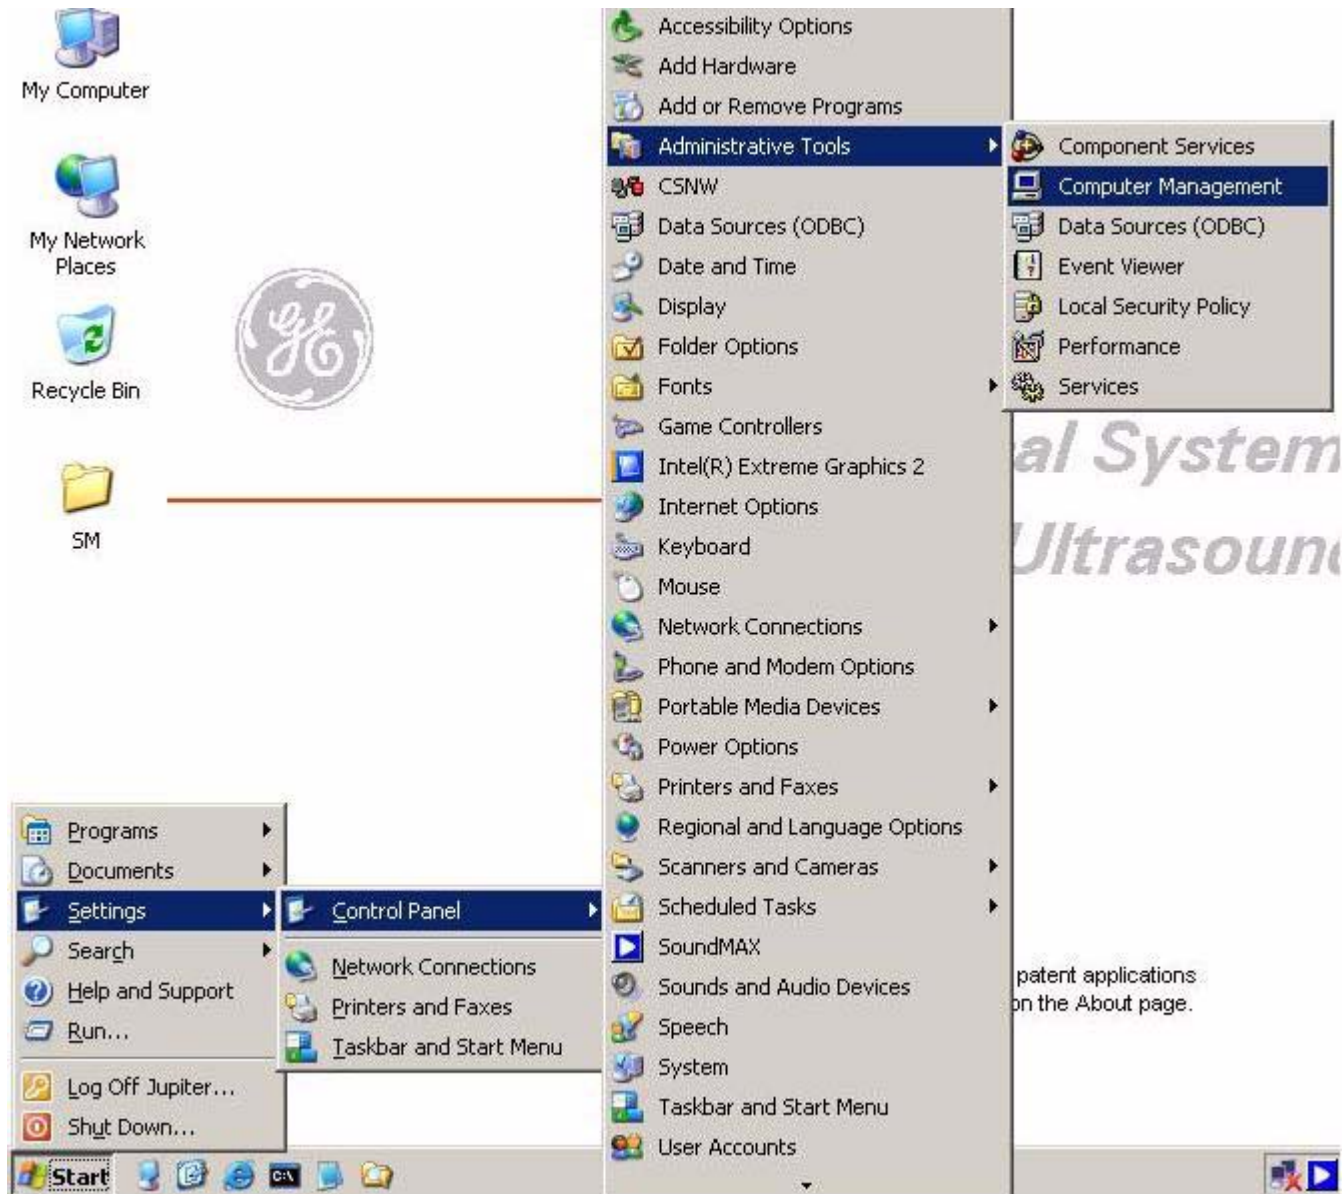 My Computer
My Network
Places
Recycle Bin
SM
GE
Accessibility Options
Add Hardware
Add or Remove Programs
Administrative Tools
CSNW
Data Sources (ODBC)
Date and Time
Display
Folder Options
Fonts
Game Controllers
Intel(R) Extreme Graphics 2
Internet Options
Keyboard
Mouse
Network Connections
Phone and Modem Options
Portable Media Devices
Power Options
Printers and Faxes
Regional and Language Options
Scanners and Cameras
Scheduled Tasks
SoundMAX
Sounds and Audio Devices
Speech
System
Taskbar and Start Menu
User Accounts
Component Services
Computer Management
Data Sources (ODBC)
Event Viewer
Local Security Policy
Performance
Services
al System
Ultrasoun
patent applications
on the About page.
Programs
Documents
Settings
Search
Help and Support
Run...
Log Off Jupiter...
Shut Down...
Control Panel
Network Connections
Printers and Faxes
Taskbar and Start Menu
Start
C:\